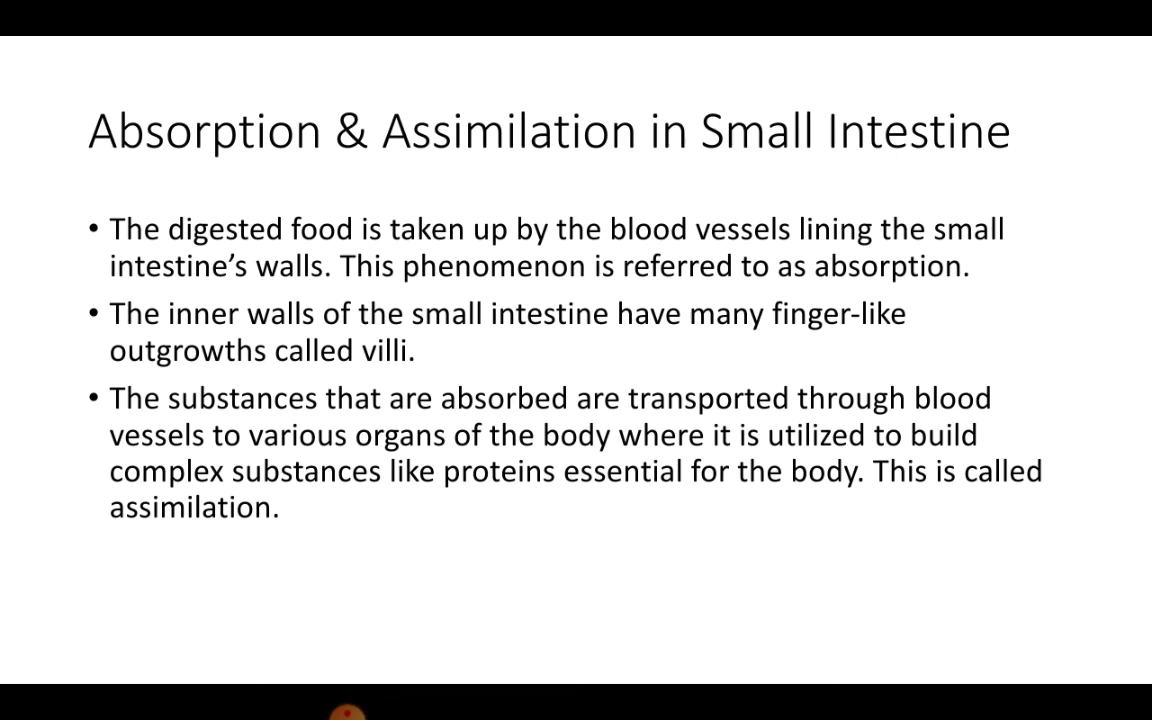 Absorption & Assimilation in Small Intestine
• The digested food is taken up by the blood vessels lining the small
intestine’s walls. This phenomenon is referred to as absorption.
• The inner walls of the small intestine have many finger-like
outgrowths called villi.
• The substances that are absorbed are transported through blood
vessels to various organs of the body where it is utilized to build
complex substances like proteins essential for the body. This is called
assimilation.